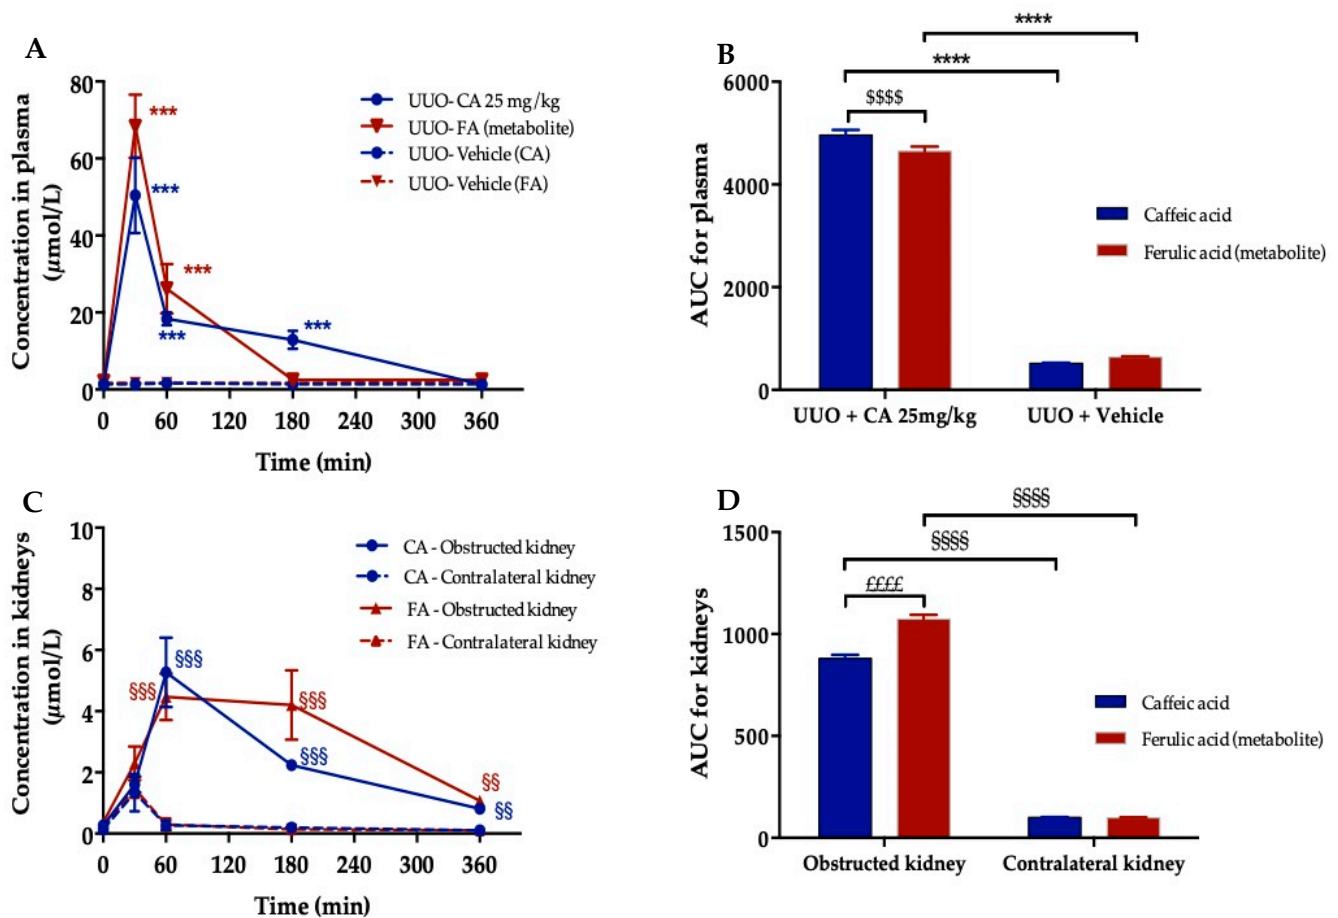 A
Concentration in plasma
(µmol/L)
80
60
40
20
0
***
***
***
***
***
UUO- CA 25 mg/kg
UUO- FA (metabolite)
UUO- Vehicle (CA)
UUO- Vehicle (FA)
0 60 120 180 240 300 360
Time (min)
B
****
****
$$$$
AUC for plasma
6000
4000
2000
0
Caffeic acid
Ferulic acid (metabolite)
UUO + CA 25mg/kg UUO + Vehicle
C
Concentration in kidneys
(µmol/L)
10
8
6
4
2
0
CA - Obstructed kidney
CA - Contralateral kidney
FA - Obstructed kidney
FA - Contralateral kidney
§§§
§§§
§§§
§§§
§§
§§
0 60 120 180 240 300 360
Time (min)
D
§§§§
§§§§
££££
AUC for kidneys
1500
1000
500
0
Caffeic acid
Ferulic acid (metabolite)
Obstructed kidney Contralateral kidney